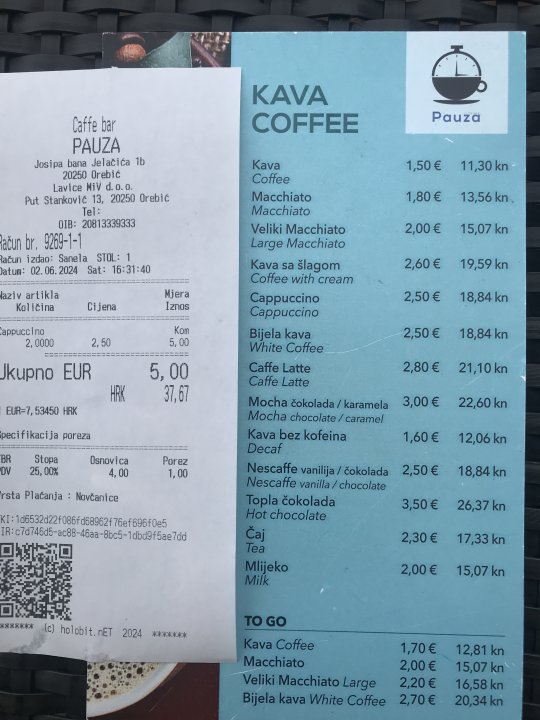 Caffe bar
PAUZA
Josipa bana Jelačića 1b
20250 Orebić
Lavice MiV d.o.o.
Put Stanković 13, 20250 Orebić
Tel:
OIB: 20813339333
Račun br. 9269-1-1
Račun izdao: Sanela STOL: 1
Datum: 02.06.2024 Sat: 16:31:40
Naziv artikla Mjera
Količina Cijena Iznos
Cappuccino Kom
2,0000 2,50 5,00
Ukupno EUR 5,00
HRK 37,67
1 EUR=7,53450 HRK
Specifikacija poreza
Stopa Osnovica Porez
PDV 25,00% 4,00 1,00
Vrsta Plaćanja : Novčanice
ZKI:1d6532d22f086fd68962f76ef696f0e5
JIR:c7d746d5-ac88-46aa-8bc5-1dbd9f5ae7dd
******* (c) holobit.nET 2024 *******
Pauza
KAVA
COFFEE
Kava 1,50 € 11,30 kn
Coffee
Macchiato 1,80 € 13,56 kn
Macchiato
Veliki Macchiato 2,00 € 15,07 kn
Large Macchiato
Kava sa šlagom 2,60 € 19,59 kn
Coffee with cream
Cappuccino 2,50 € 18,84 kn
Cappuccino
Bijela kava 2,50 € 18,84 kn
White Coffee
Caffe Latte 2,80 € 21,10 kn
Caffe Latte
Mocha čokolada / karamela 3,00 € 22,60 kn
Mocha chocolate / caramel
Kava bez kofeina 1,60 € 12,06 kn
Decaf
Nescaffe vanilija / čokolada 2,50 € 18,84 kn
Nescaffe vanilla / chocolate
Topla čokolada 3,50 € 26,37 kn
Hot chocolate
Čaj 2,30 € 17,33 kn
Tea
Mlijeko 2,00 € 15,07 kn
Milk
TO GO
Kava Coffee 1,70 € 12,81 kn
Macchiato 2,00 € 15,07 kn
Veliki Macchiato Large 2,20 € 16,58 kn
Bijela kava White Coffee 2,70 € 20,34 kn